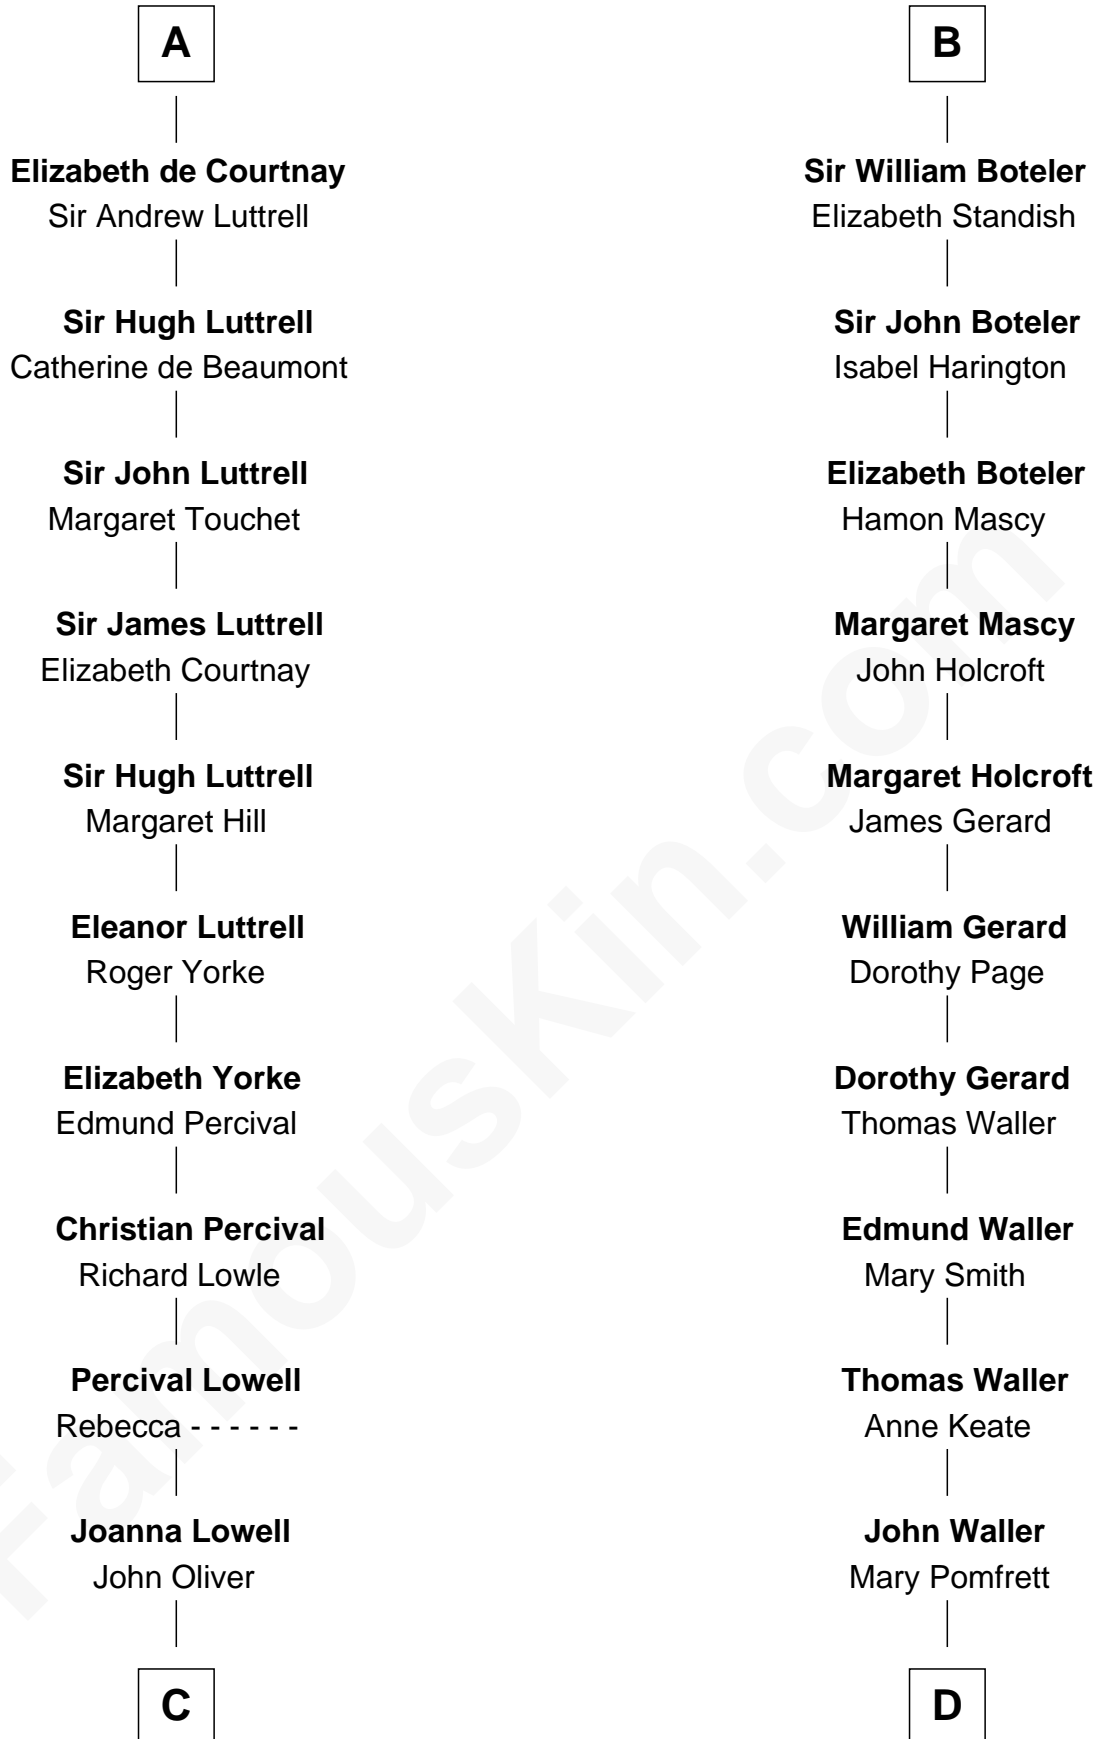 A
Elizabeth de Courtnay
Sir Andrew Luttrell
Sir Hugh Luttrell
Catherine de Beaumont
Sir John Luttrell
Margaret Touchet
Sir James Luttrell
Elizabeth Courtnay
Sir Hugh Luttrell
Margaret Hill
Eleanor Luttrell
Roger Yorke
Elizabeth Yorke
Edmund Percival
Christian Percival
Richard Lowle
Percival Lowell
Rebecca - - - - - -
Joanna Lowell
John Oliver
C
B
Sir William Boteler
Elizabeth Standish
Sir John Boteler
Isabel Harington
Elizabeth Boteler
Hamon Mascy
Margaret Mascy
John Holcroft
Margaret Holcroft
James Gerard
William Gerard
Dorothy Page
Dorothy Gerard
Thomas Waller
Edmund Waller
Mary Smith
Thomas Waller
Anne Keate
John Waller
Mary Pomfrett
D
FamousKin.com